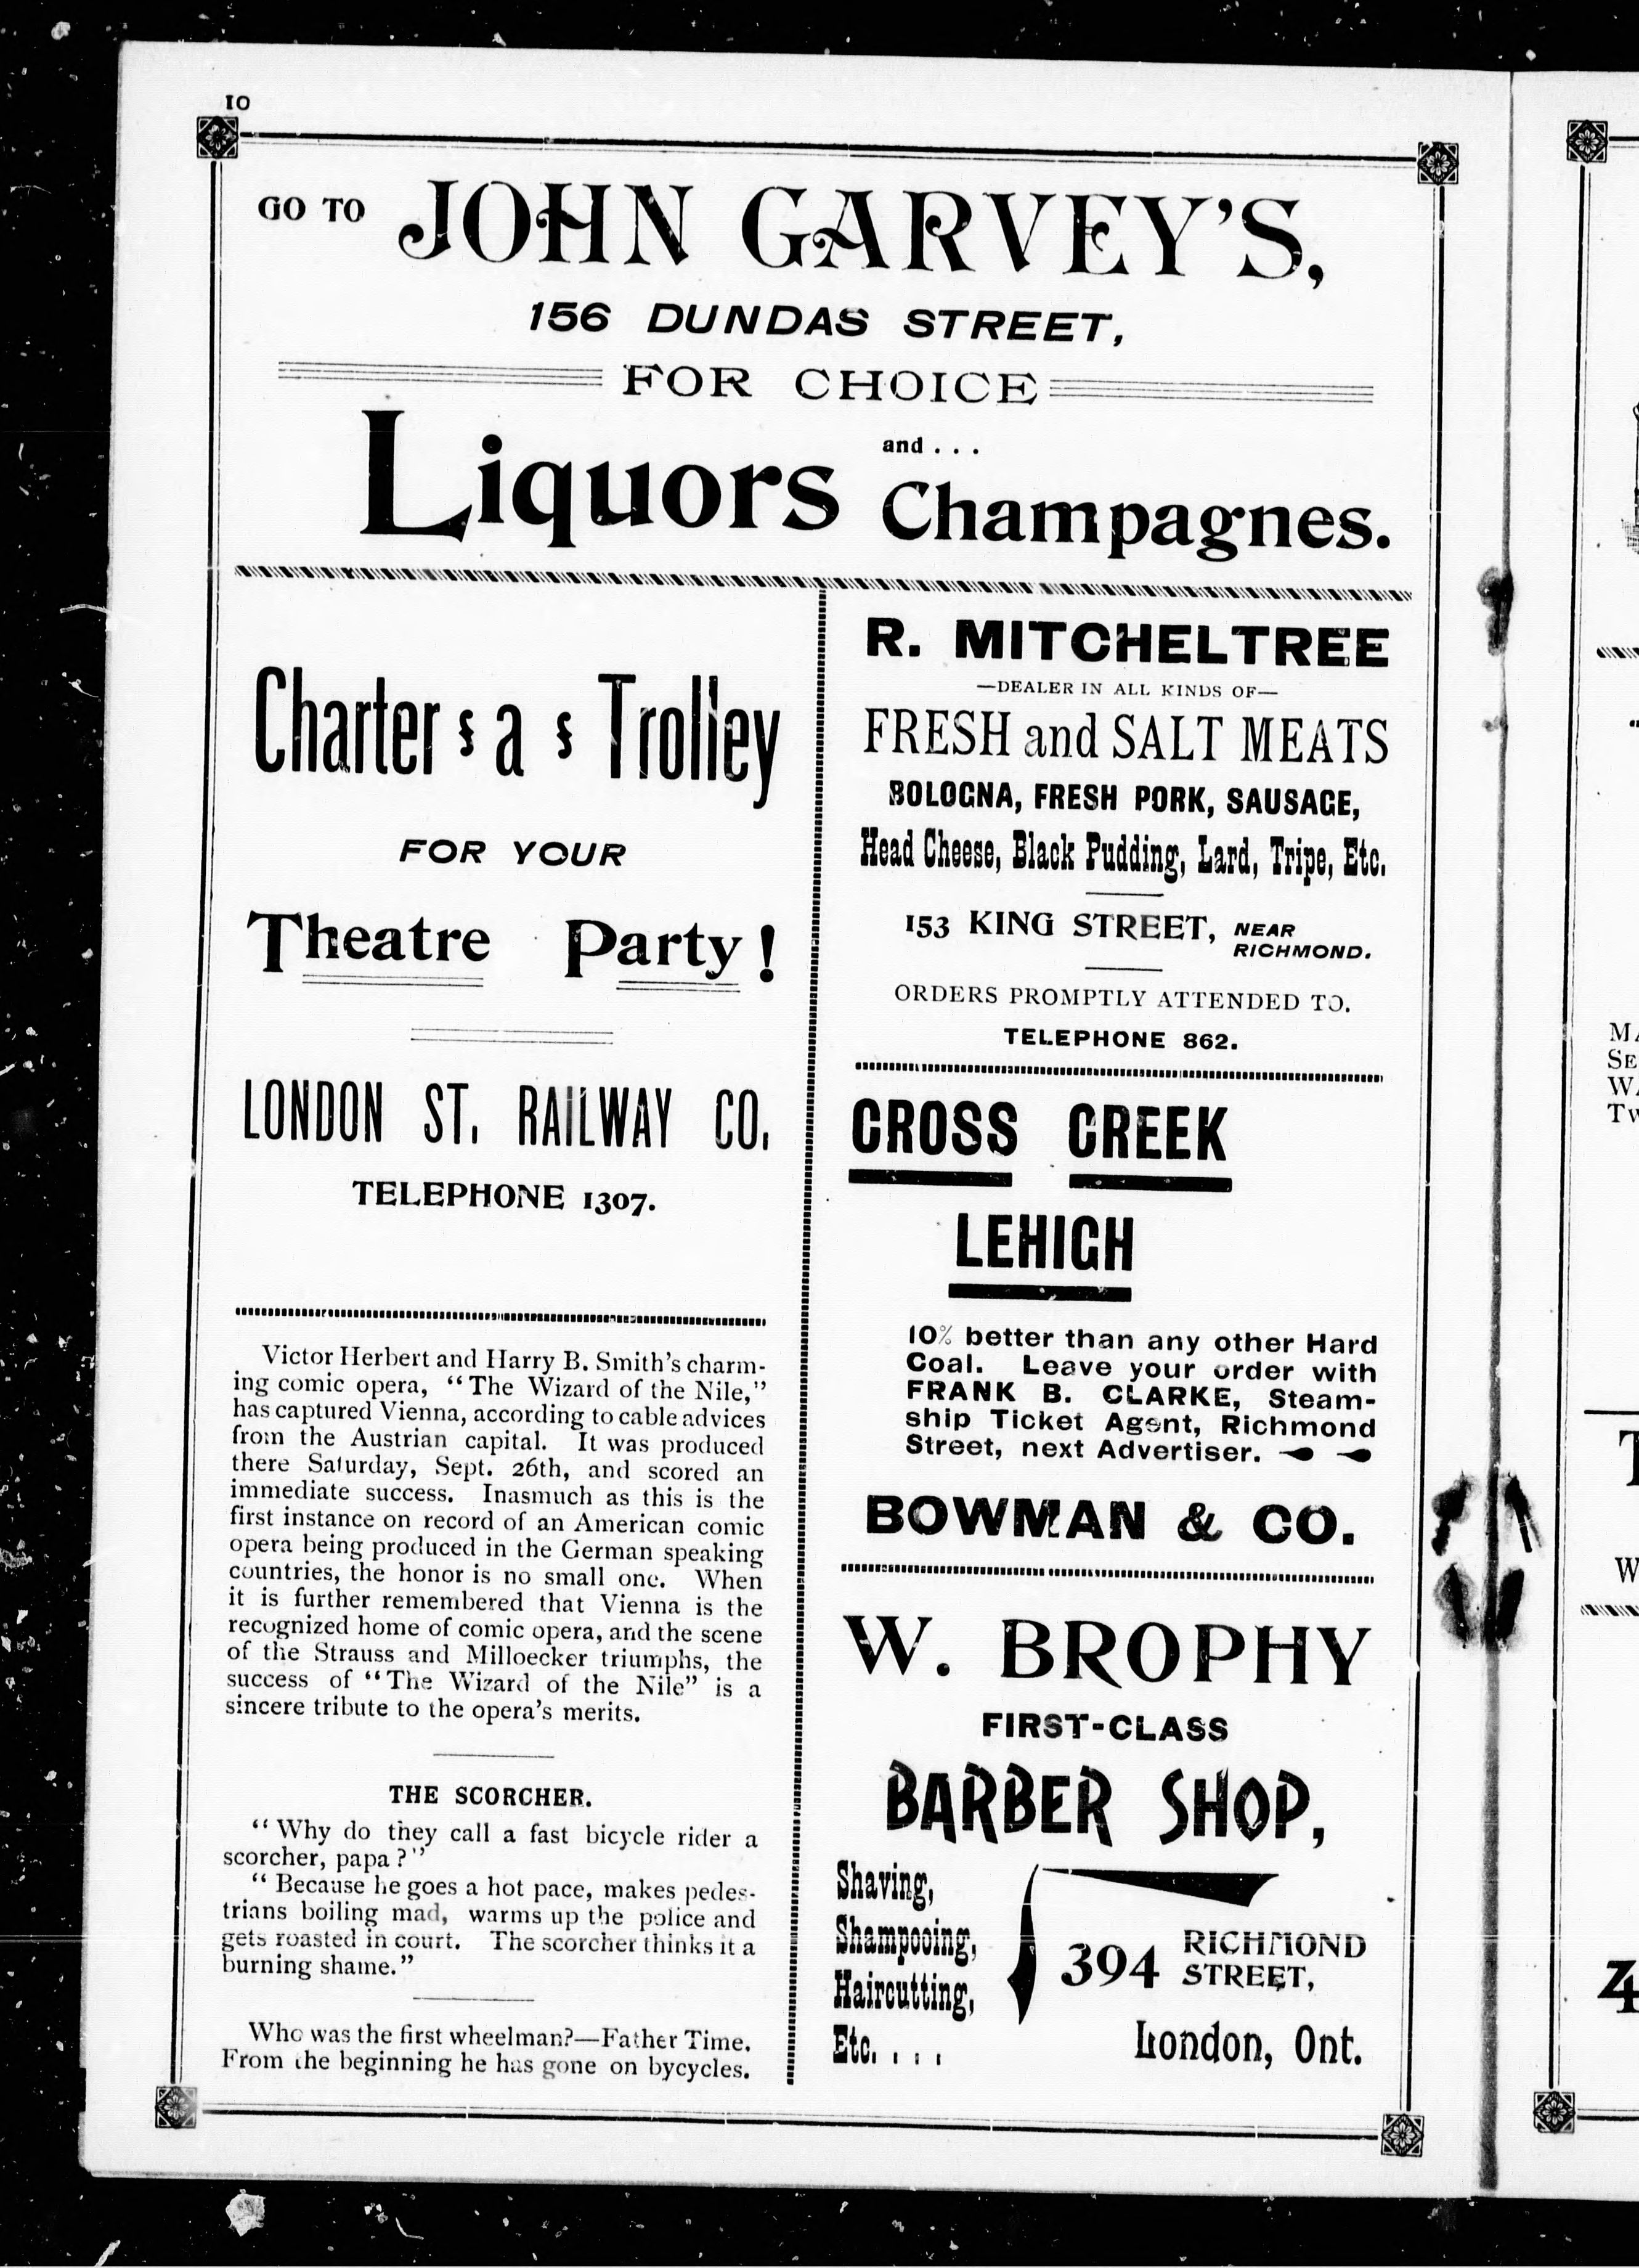 10
GO TO JOHN GARVEY'S,
156 DUNDAS STREET,
FOR CHOICE
Liquors and . . .
Champagnes.
Charter a Trolley
FOR YOUR
Theatre Party!
LONDON ST. RAILWAY CO.
TELEPHONE 1307.
Victor Herbert and Harry B. Smith's charm-
ing comic opera, "The Wizard of the Nile,"
has captured Vienna, according to cable advices
from the Austrian capital. It was produced
there Saturday, Sept. 26th, and scored an
immediate success. Inasmuch as this is the
first instance on record of an American comic
opera being produced in the German speaking
countries, the honor is no small one. When
it is further remembered that Vienna is the
recognized home of comic opera, and the scene
of the Strauss and Milloecker triumphs, the
success of "The Wizard of the Nile" is a
sincere tribute to the opera's merits.
THE SCORCHER.
"Why do they call a fast bicycle rider a
scorcher, papa?"
"Because he goes a hot pace, makes pedes-
trians boiling mad, warms up the police and
gets roasted in court. The scorcher thinks it a
burning shame."
Who was the first wheelman?—Father Time.
From the beginning he has gone on bycycles.
R. MITCHELTREE
—DEALER IN ALL KINDS OF—
FRESH and SALT MEATS
BOLOGNA, FRESH PORK, SAUSAGE,
Head Cheese, Black Pudding, Lard, Tripe, Etc.
153 KING STREET, NEAR
RICHMOND.
ORDERS PROMPTLY ATTENDED TO.
TELEPHONE 862.
CROSS CREEK
LEHIGH
10% better than any other Hard
Coal. Leave your order with
FRANK B. CLARKE, Steam-
ship Ticket Agent, Richmond
Street, next Advertiser.
BOWMAN & CO.
W. BROPHY
FIRST-CLASS
BARBER SHOP,
Shaving,
Shampooing,
Haircutting,
Etc. . . .
394 RICHMOND
STREET,
London, Ont.